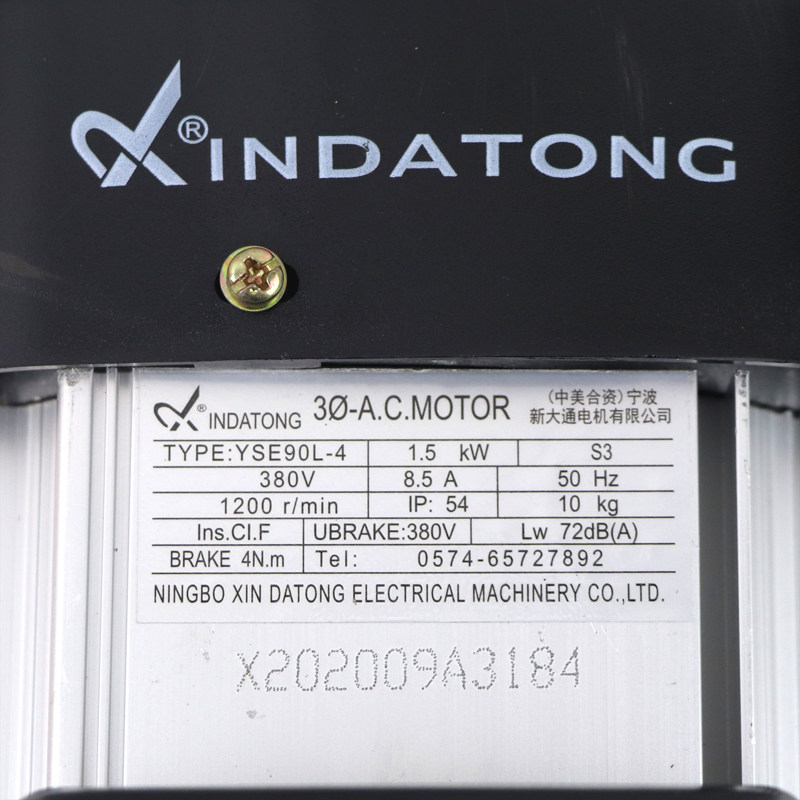 XINDATONG®
XINDATONG® 3Ø-A.C.MOTOR (中美合资)宁波
新大通电机有限公司
TYPE:YSE90L-4 1.5 kW S3
380V 8.5 A 50 Hz
1200 r/min IP: 54 10 kg
Ins.CI.F UBRAKE:380V Lw 72dB(A)
BRAKE 4N.m Tel: 0574-65727892
NINGBO XIN DATONG ELECTRICAL MACHINERY CO.,LTD.
X202009A3184